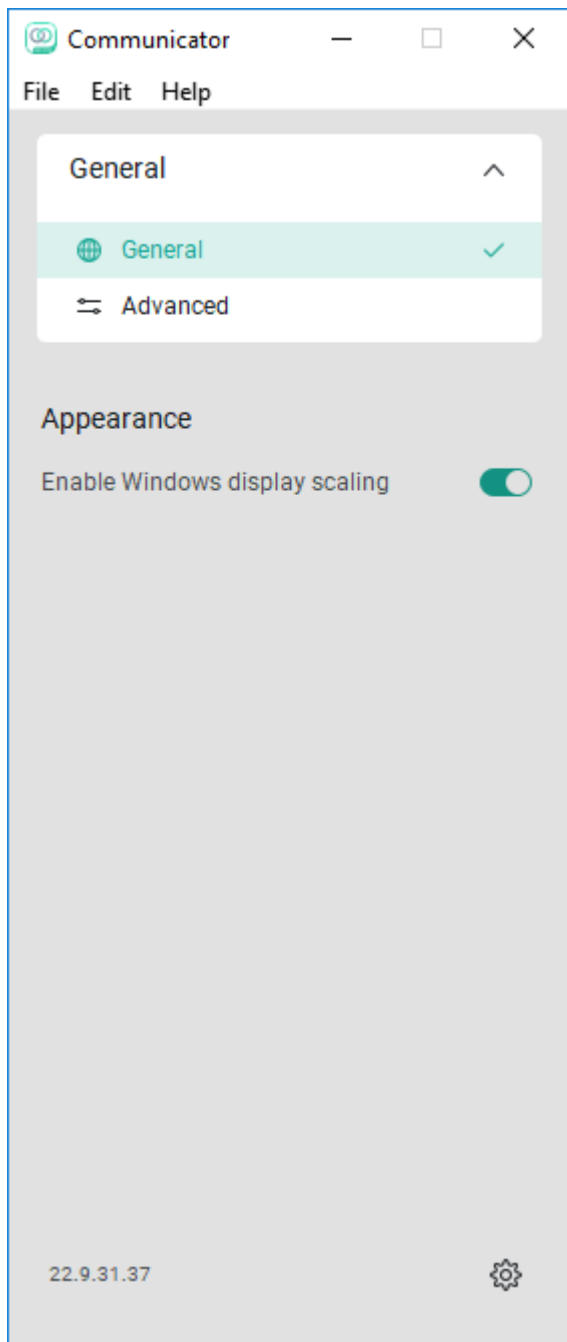 Communicator
File Edit Help
General
General
Advanced
Appearance
Enable Windows display scaling
22.9.31.37